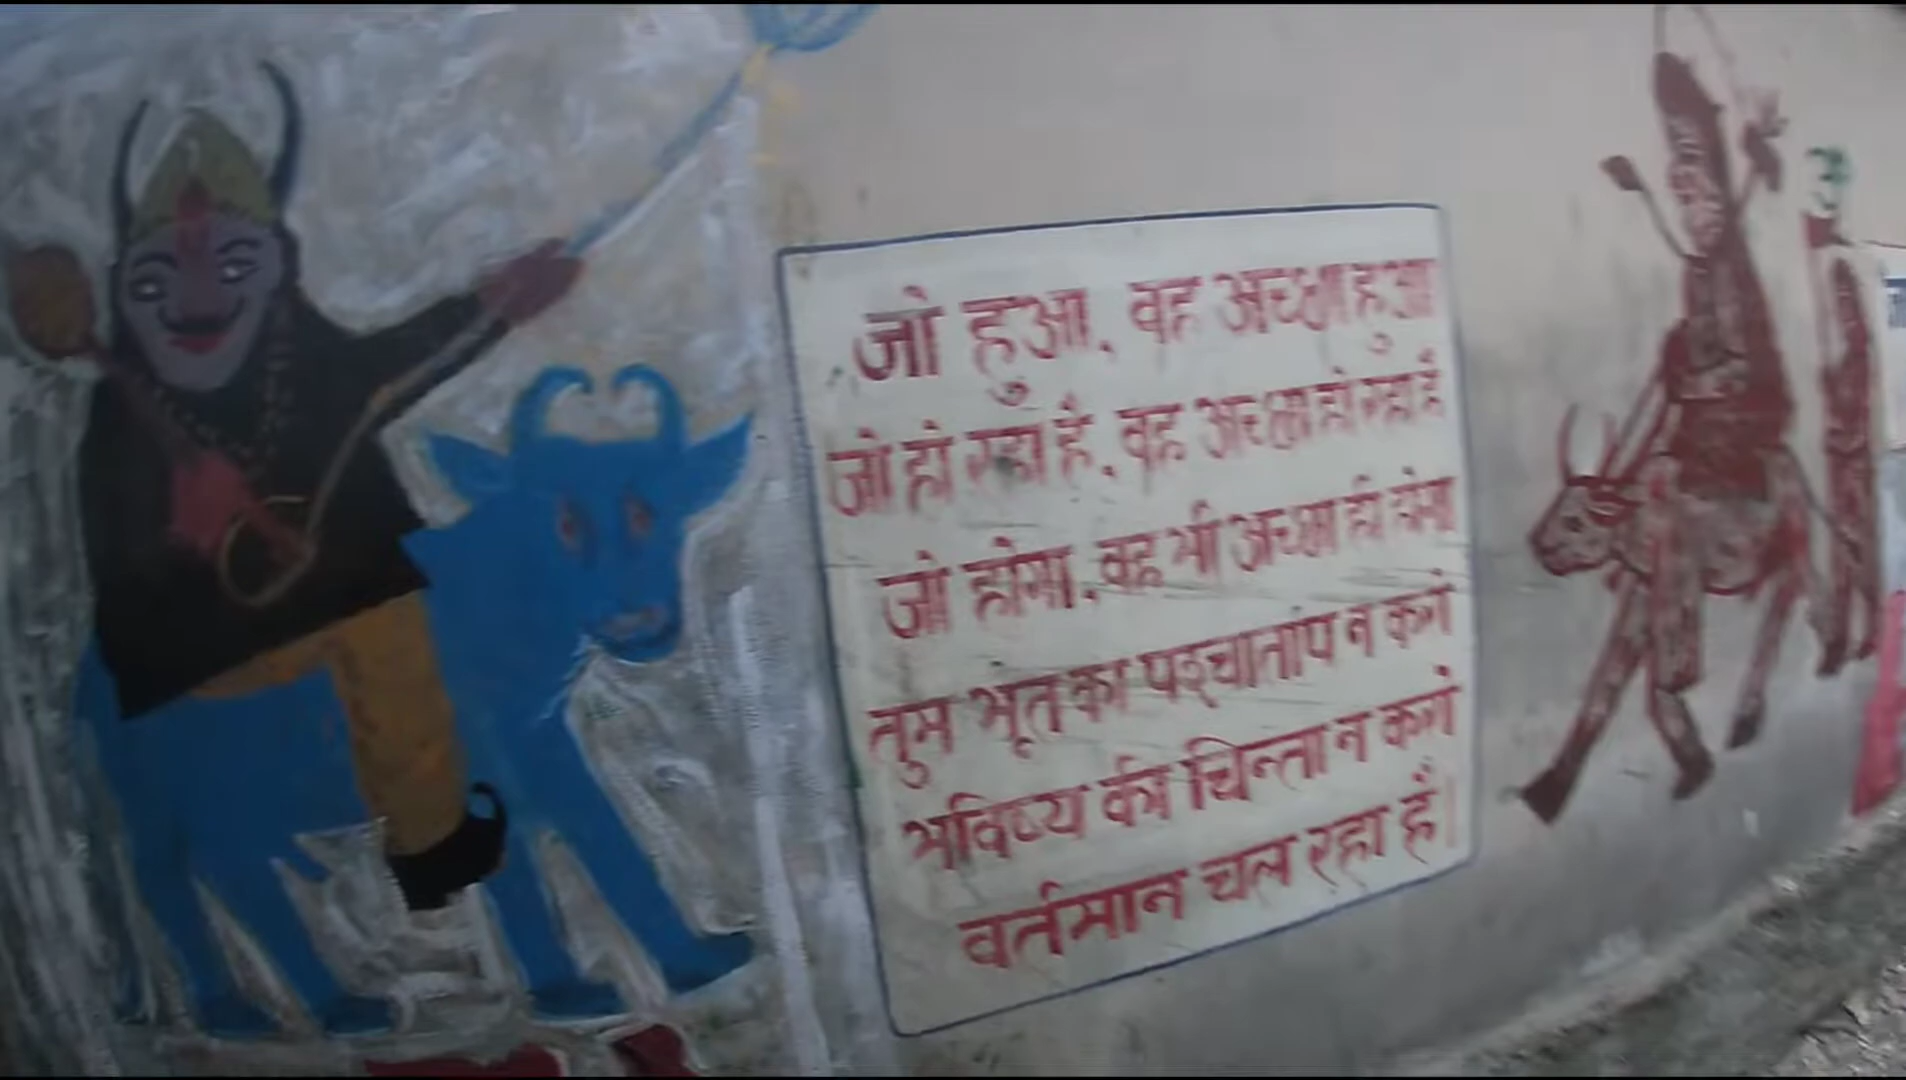 जो हुआ, वह अच्छा हुआ
जो हो रहा है, वह अच्छा हो रहा है
जो होगा, वह भी अच्छा ही होगा
तुम भूत का पश्चाताप न करो
भविष्य की चिन्ता न करो
वर्तमान चल रहा है।